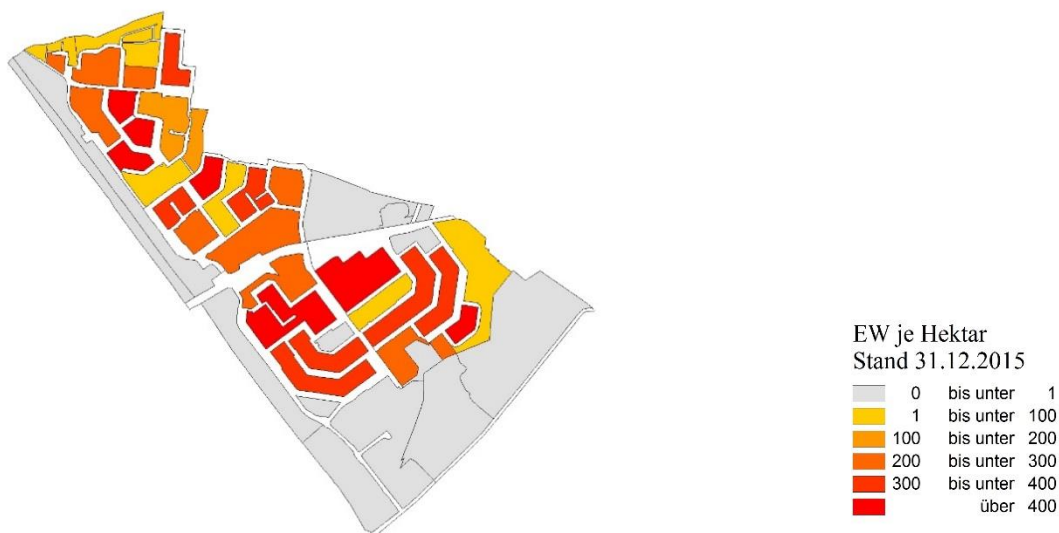 EW je Hektar
Stand 31.12.2015
0 bis unter 1
1 bis unter 100
100 bis unter 200
200 bis unter 300
300 bis unter 400
über 400